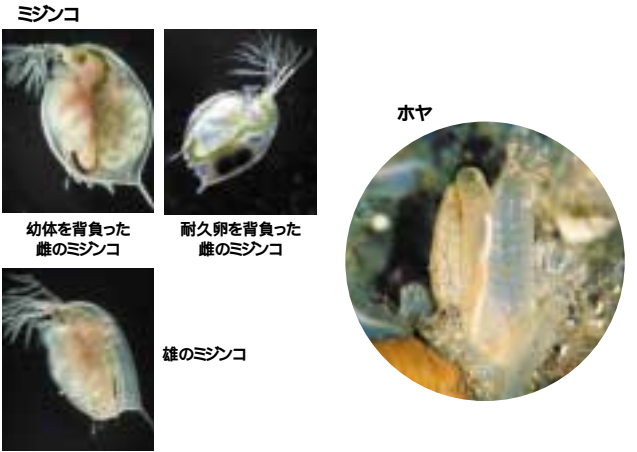 ミジンコ
幼体を背負った
雌のミジンコ
耐久卵を背負った
雌のミジンコ
雄のミジンコ
ホヤ